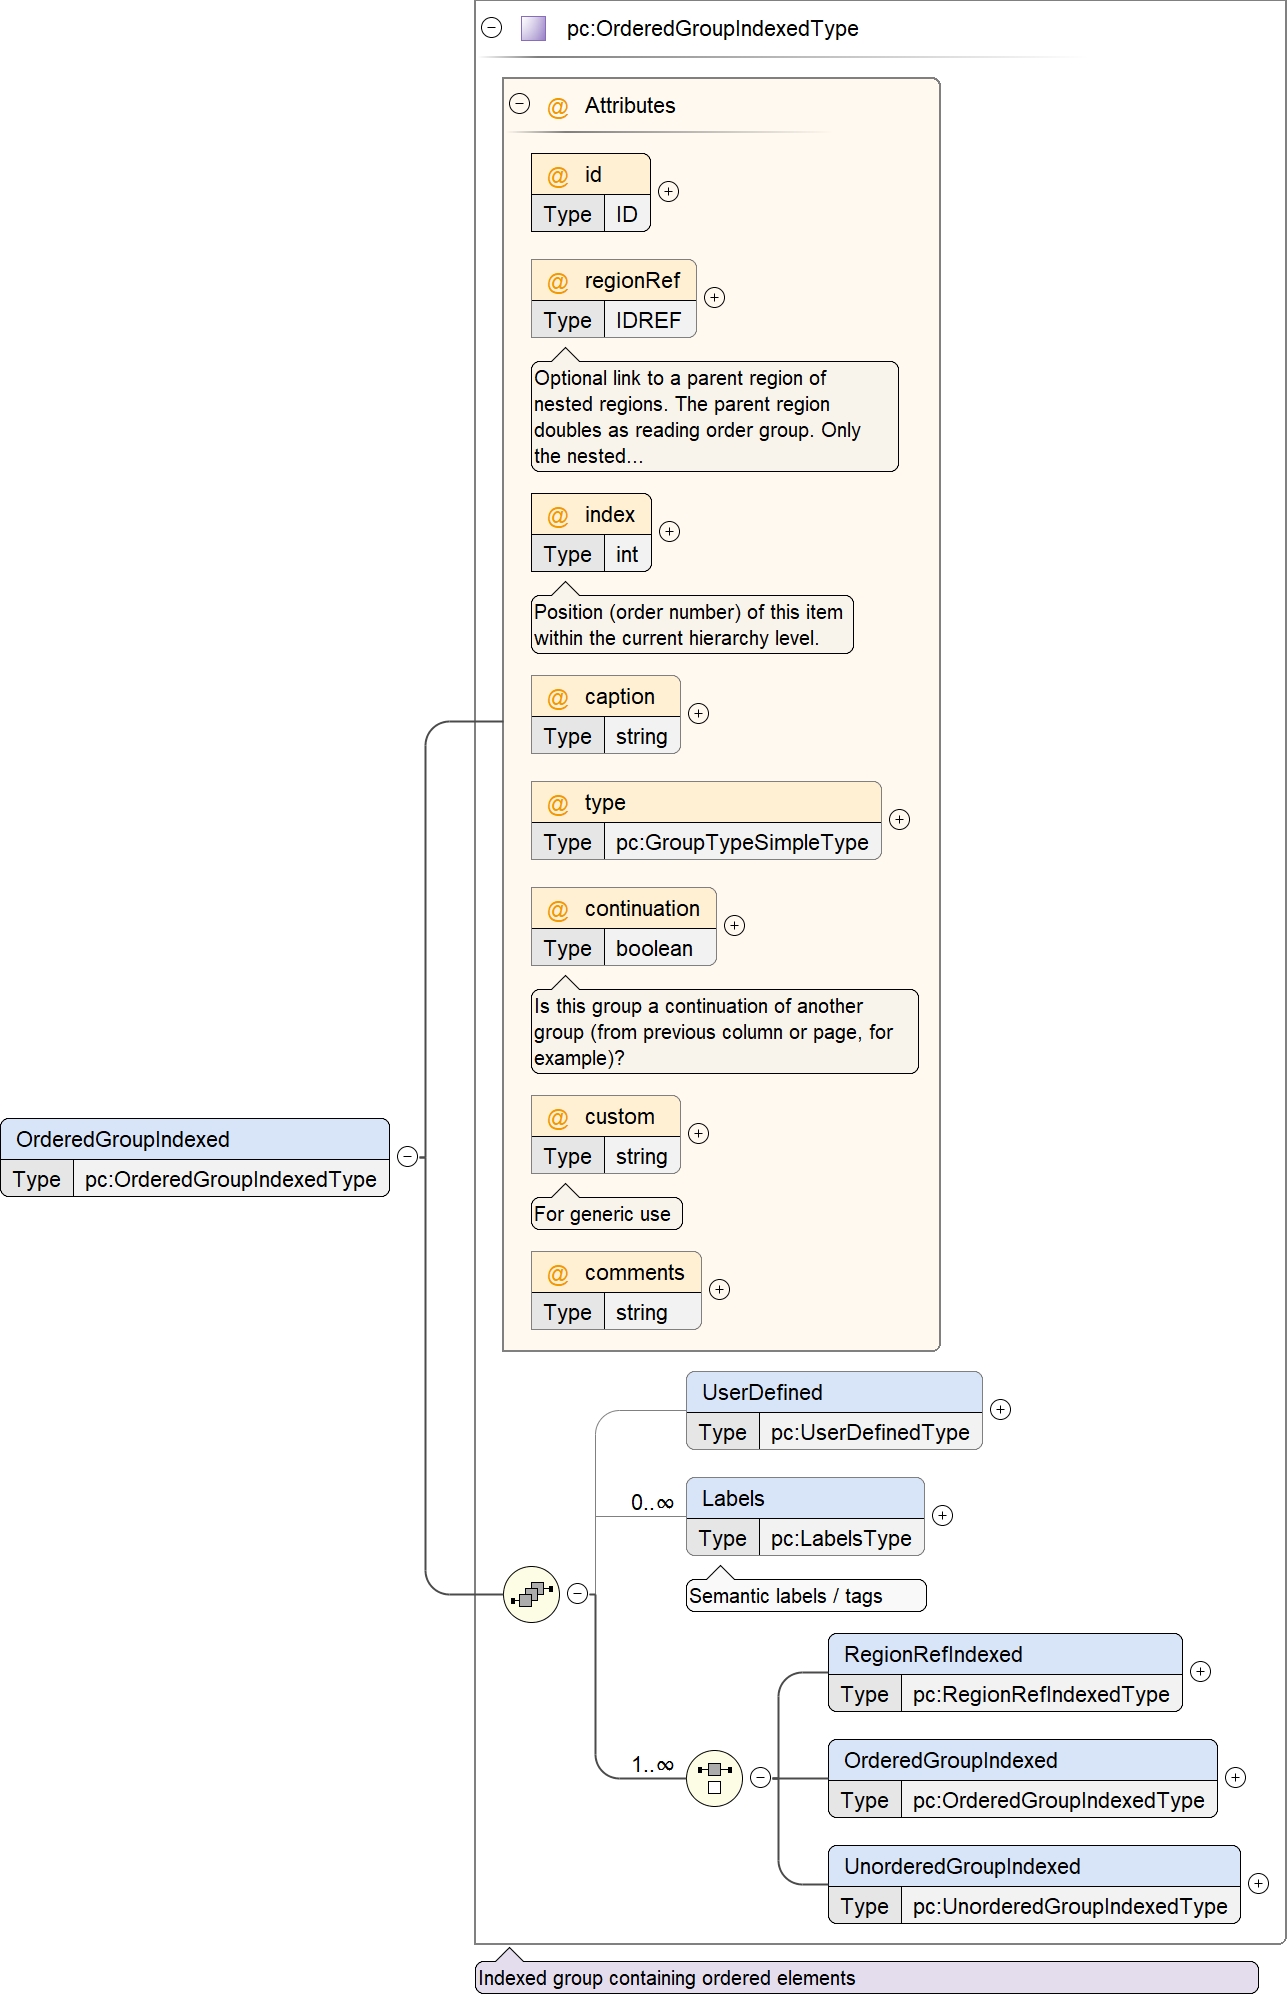 pc:OrderedGroupIndexedType
@ Attributes
@ id
Type ID
@ regionRef
Type IDREF
Optional link to a parent region of
nested regions. The parent region
doubles as reading order group. Only
the nested...
@ index
Type int
Position (order number) of this item
within the current hierarchy level.
@ caption
Type string
@ type
Type pc:GroupTypeSimpleType
@ continuation
Type boolean
Is this group a continuation of another
group (from previous column or page, for
example)?
@ custom
Type string
For generic use
@ comments
Type string
OrderedGroupIndexed
Type pc:OrderedGroupIndexedType
UserDefined
Type pc:UserDefinedType
0..∞
Labels
Type pc:LabelsType
Semantic labels / tags
1..∞
RegionRefIndexed
Type pc:RegionRefIndexedType
OrderedGroupIndexed
Type pc:OrderedGroupIndexedType
UnorderedGroupIndexed
Type pc:UnorderedGroupIndexedType
Indexed group containing ordered elements